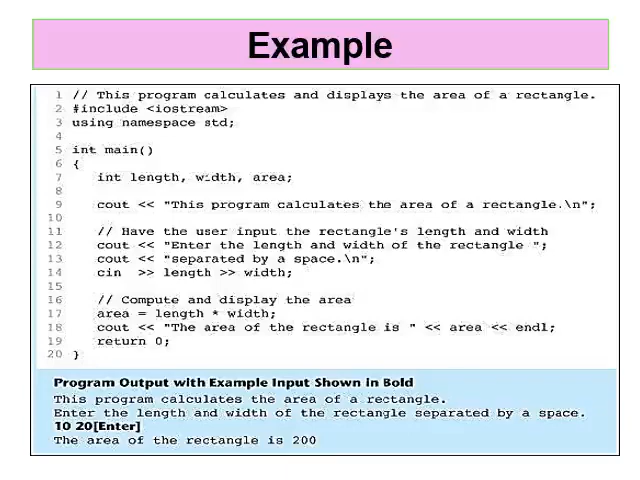 Example
1 // This program calculates and displays the area of a rectangle.
2 #include <iostream>
3 using namespace std;
4
5 int main()
6 {
7 int length, width, area;
8
9 cout << "This program calculates the area of a rectangle.\n";
10
11 // Have the user input the rectangle's length and width
12 cout << "Enter the length and width of the rectangle ";
13 cout << "separated by a space.\n";
14 cin >> length >> width;
15
16 // Compute and display the area
17 area = length * width;
18 cout << "The area of the rectangle is " << area << endl;
19 return 0;
20 }
Program Output with Example Input Shown in Bold
This program calculates the area of a rectangle.
Enter the length and width of the rectangle separated by a space.
10 20[Enter]
The area of the rectangle is 200